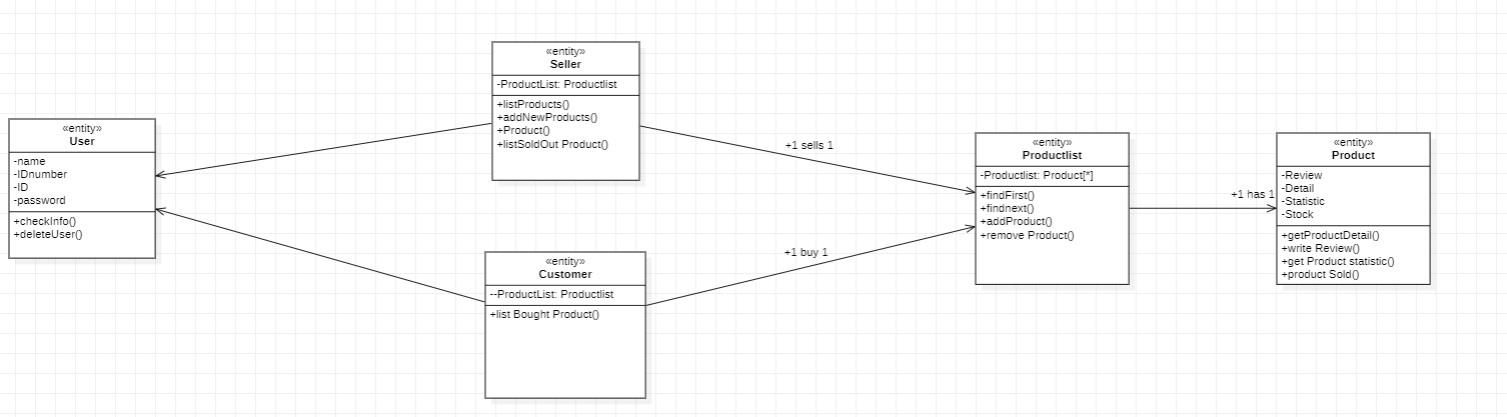 «entity»
User
-name
-IDnumber
-ID
-password
+checkInfo()
+deleteUser()
«entity»
Seller
-ProductList: Productlist
+listProducts()
+addNewProducts()
+Product()
+listSoldOut Product()
«entity»
Customer
--ProductList: Productlist
+list Bought Product()
+1 sells 1
+1 buy 1
«entity»
Productlist
-Productlist: Product[*]
+findFirst()
+findnext()
+addProduct()
+remove Product()
+1 has 1
«entity»
Product
-Review
-Detail
-Statistic
-Stock
+getProductDetail()
+write Review()
+get Product statistic()
+product Sold()